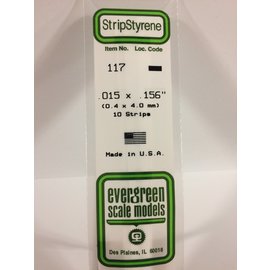 StripStyrene
Item No. Loc. Code
117
.015 x .156"
(0.4 x 4.0 mm)
10 Strips
Made in U.S.A.
evergreen
scale models
Des Plaines, IL 60018